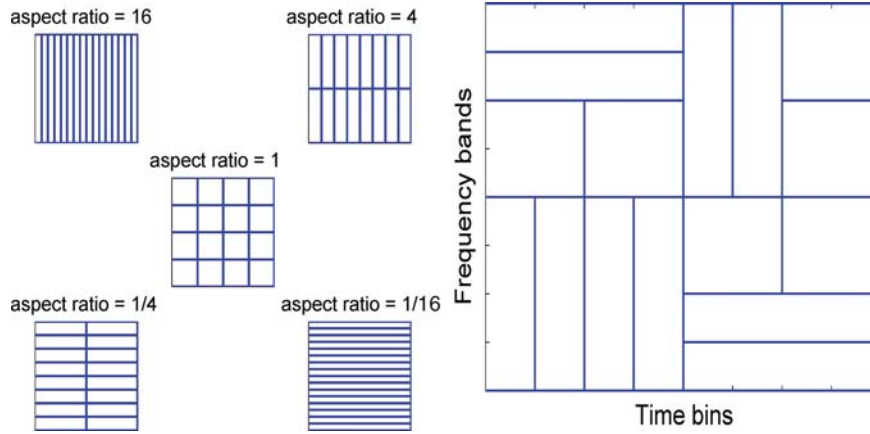 aspect ratio = 16
aspect ratio = 4
aspect ratio = 1
aspect ratio = 1/4
aspect ratio = 1/16
Frequency bands
Time bins